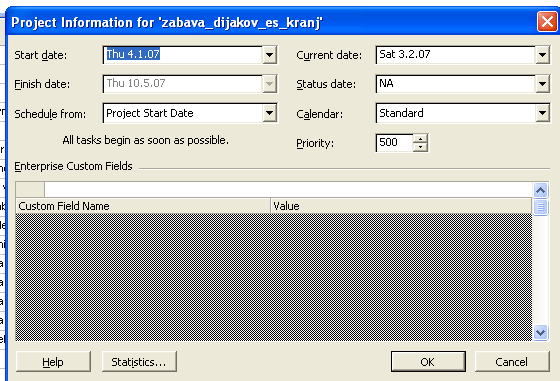 Project Information for 'zabava_dijakov_es_kranj'
Start date: Thu 4.1.07 Current date: Sat 3.2.07
Finish date: Thu 10.5.07 Status date: NA
Schedule from: Project Start Date Calendar: Standard
All tasks begin as soon as possible. Priority: 500
Enterprise Custom Fields
Custom Field Name Value
Help Statistics... OK Cancel